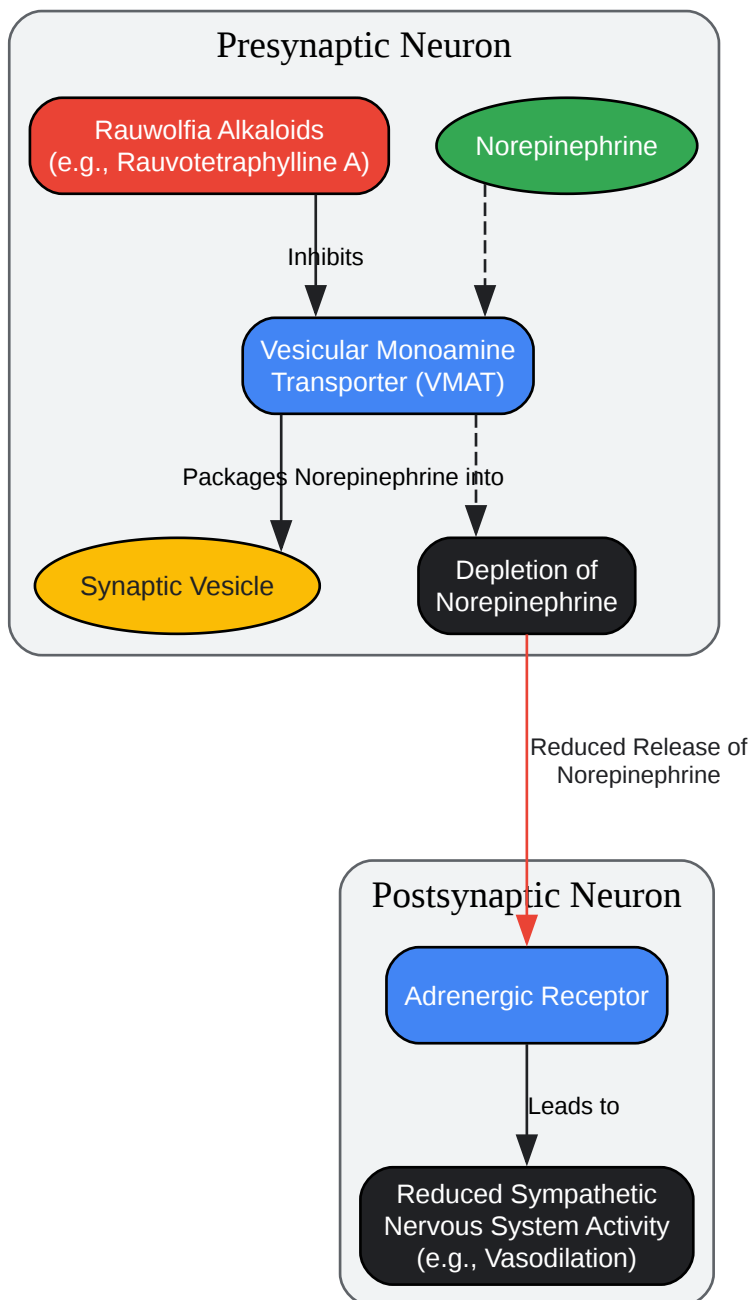 Presynaptic Neuron
Rauwolfia Alkaloids
(e.g., Rauvotetraphylline A)
Norepinephrine
Inhibits
Vesicular Monoamine
Transporter (VMAT)
Packages Norepinephrine into
Synaptic Vesicle
Depletion of
Norepinephrine
Reduced Release of
Norepinephrine
Postsynaptic Neuron
Adrenergic Receptor
Leads to
Reduced Sympathetic
Nervous System Activity
(e.g., Vasodilation)